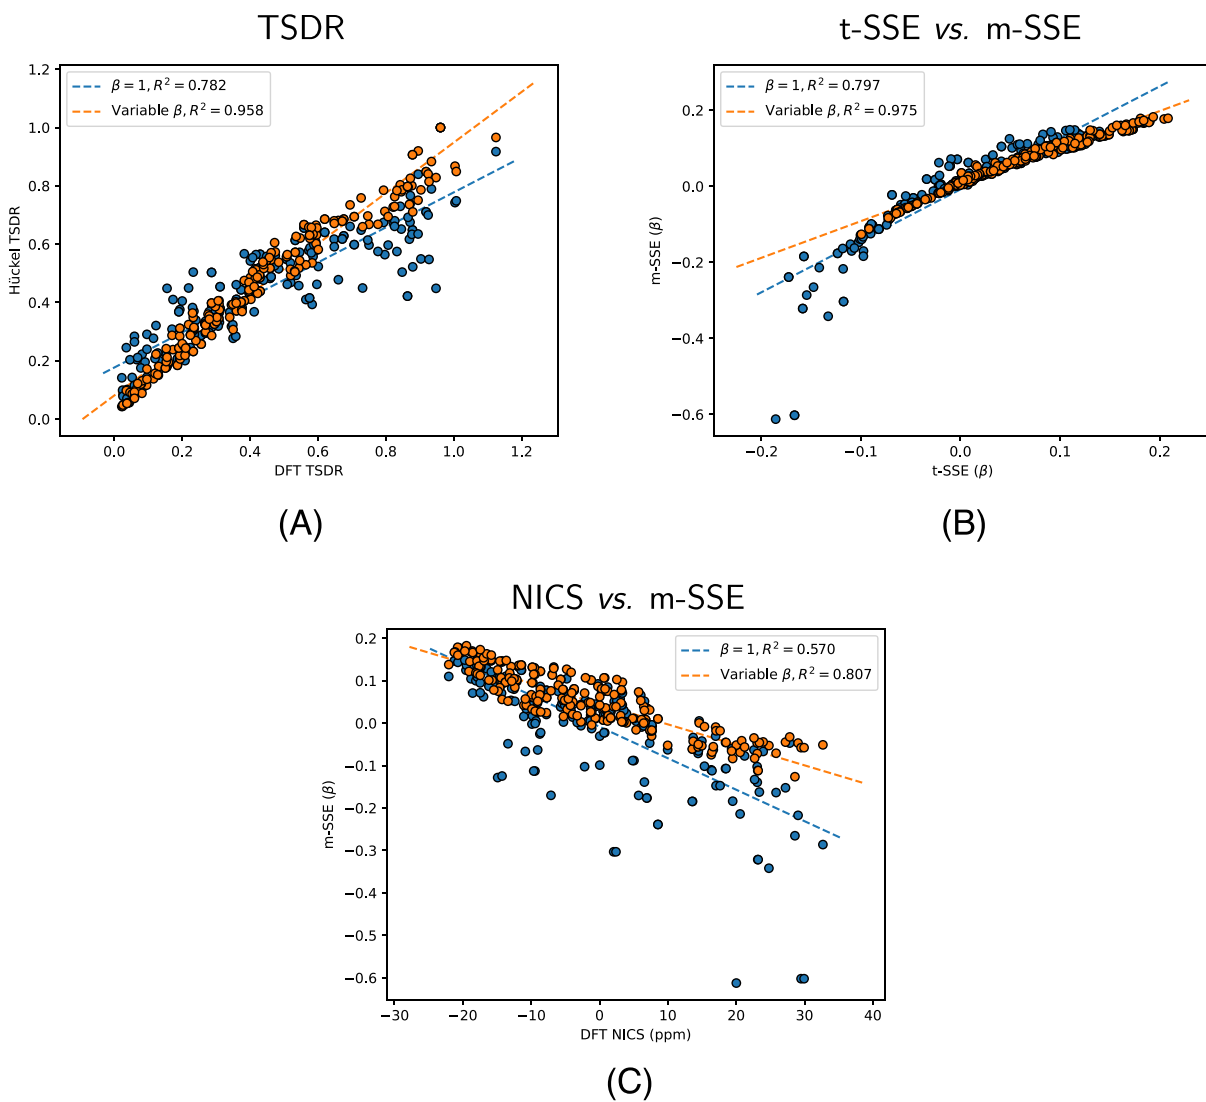 TSDR
t-SSE vs. m-SSE
β = 1, R² = 0.782
Variable β, R² = 0.958
1.2
1.0
0.8
0.6
0.4
0.2
0.0
Hückel TSDR
0.0 0.2 0.4 0.6 0.8 1.0 1.2
DFT TSDR
(A)
β = 1, R² = 0.797
Variable β, R² = 0.975
0.2
0.0
−0.2
−0.4
−0.6
m-SSE (β)
−0.2 −0.1 0.0 0.1 0.2
t-SSE (β)
(B)
NICS vs. m-SSE
β = 1, R² = 0.570
Variable β, R² = 0.807
0.2
0.1
0.0
−0.1
−0.2
−0.3
−0.4
−0.5
−0.6
m-SSE (β)
−30 −20 −10 0 10 20 30 40
DFT NICS (ppm)
(C)